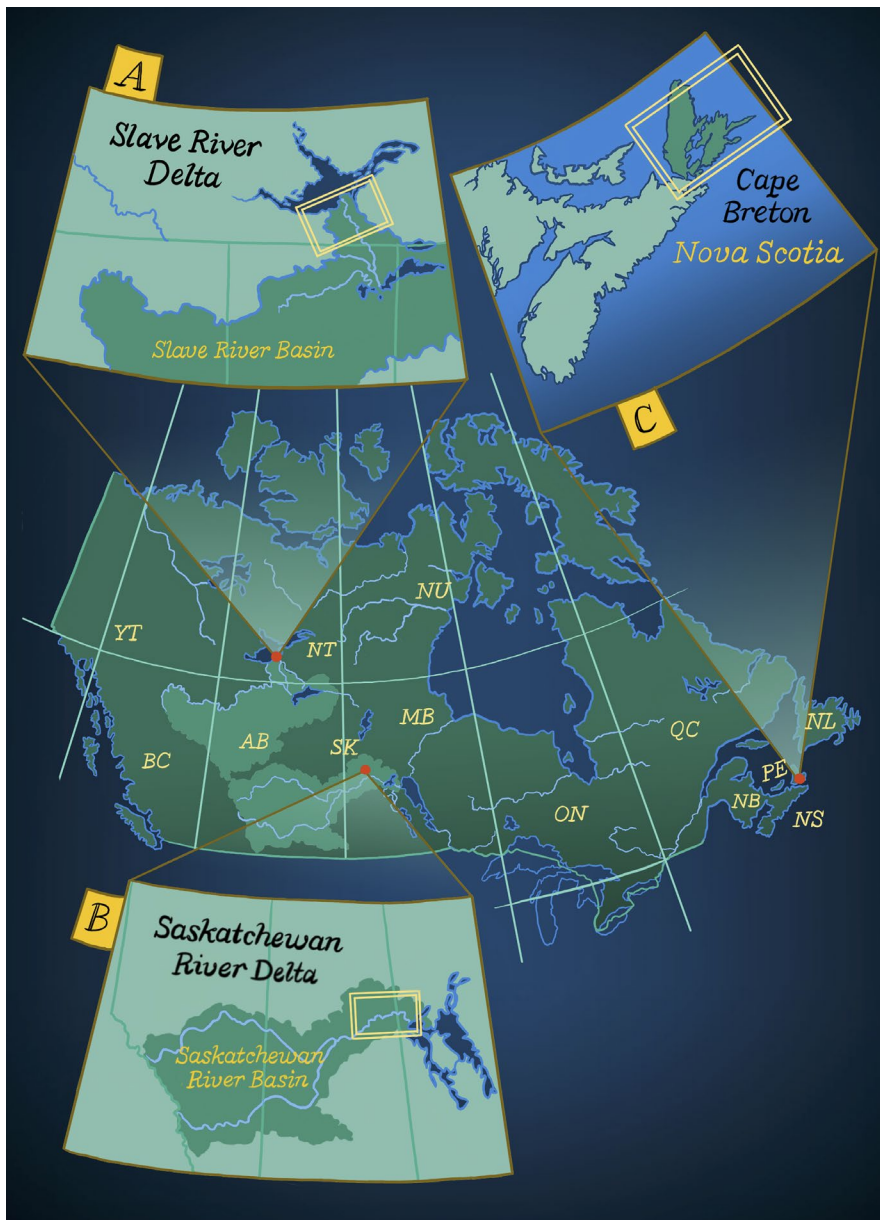 A
Slave River
Delta
Slave River Basin
Cape
Breton
Nova Scotia
C
YT
NT
NU
BC
AB
SK
MB
ON
QC
NL
PE
NB
NS
B
Saskatchewan
River Delta
Saskatchewan
River Basin